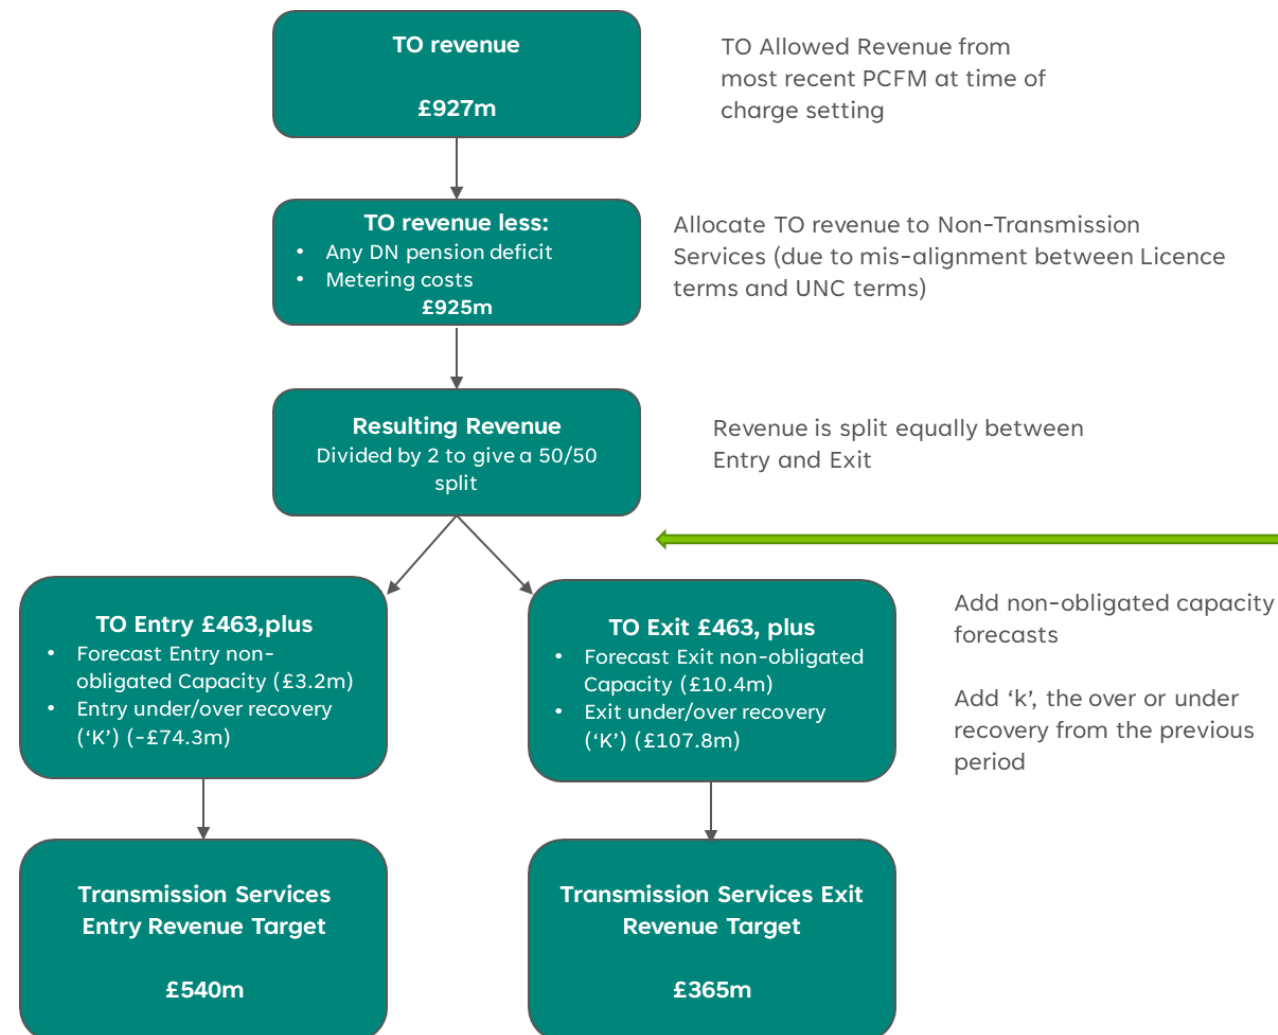 TO revenue
£927m
TO Allowed Revenue from
most recent PCFM at time of
charge setting
TO revenue less:
• Any DN pension deficit
• Metering costs
£925m
Allocate TO revenue to Non-Transmission
Services (due to mis-alignment between Licence
terms and UNC terms)
Resulting Revenue
Divided by 2 to give a 50/50
split
Revenue is split equally between
Entry and Exit
TO Entry £463,plus
• Forecast Entry non-
obligated Capacity (£3.2m)
• Entry under/over recovery
(‘K’) (-£74.3m)
TO Exit £463, plus
• Forecast Exit non-obligated
Capacity (£10.4m)
• Exit under/over recovery
(‘K’) (£107.8m)
Add non-obligated capacity
forecasts
Add ‘k’, the over or under
recovery from the previous
period
Transmission Services
Entry Revenue Target
£540m
Transmission Services Exit
Revenue Target
£365m